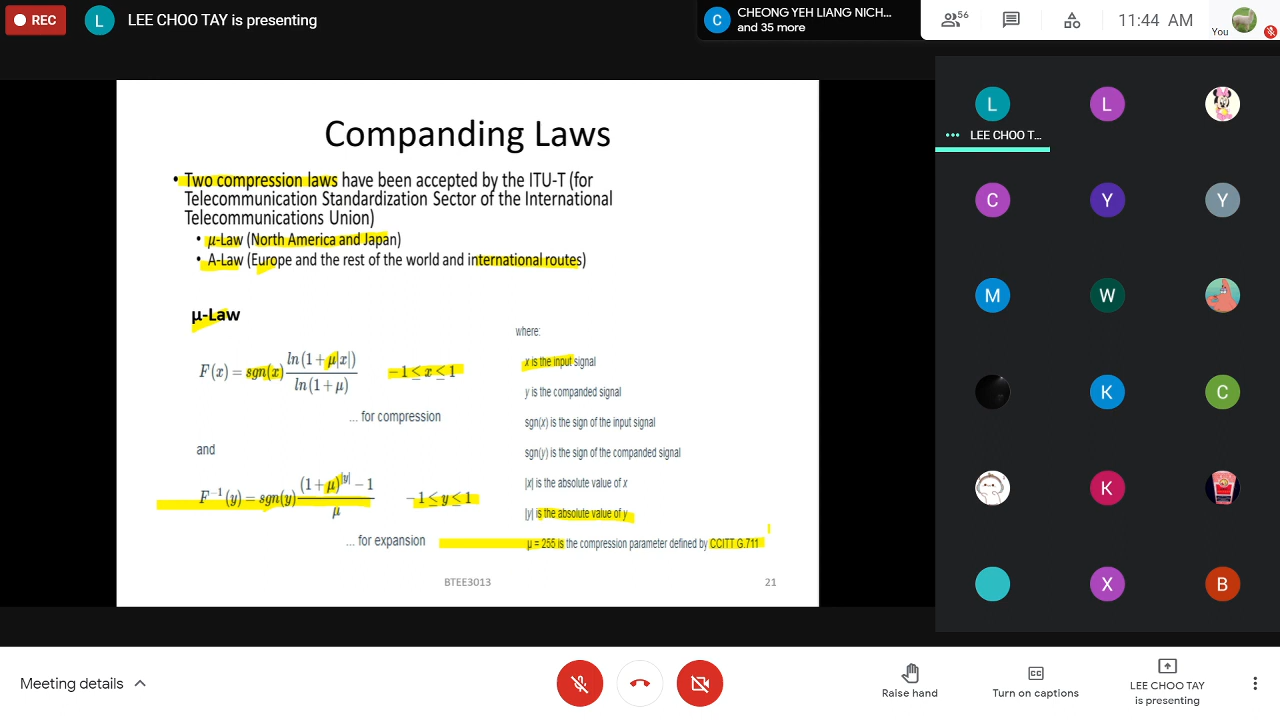 REC
L
LEE CHOO TAY is presenting
C
CHEONG YEH LIANG NICH...
and 35 more
56
11:44 AM
You
Companding Laws
• Two compression laws have been accepted by the ITU-T (for
Telecommunication Standardization Sector of the International
Telecommunications Union)
• μ-Law (North America and Japan)
• A-Law (Europe and the rest of the world and international routes)
μ-Law
F(x) = sgn(x) ln(1+μ|x|) / ln(1+μ) −1 ≤ x ≤ 1
... for compression
and
F⁻¹(y) = sgn(y) (1+μ)^|y| − 1 / μ −1 ≤ y ≤ 1
... for expansion
where:
x is the input signal
y is the companded signal
sgn(x) is the sign of the input signal
sgn(y) is the sign of the companded signal
|x| is the absolute value of x
|y| is the absolute value of y
μ = 255 is the compression parameter defined by CCITT G.711
BTEE3013
21
L
L
LEE CHOO T...
C
Y
Y
M
W
K
C
K
X
B
Meeting details
Raise hand
CC
Turn on captions
LEE CHOO TAY
is presenting